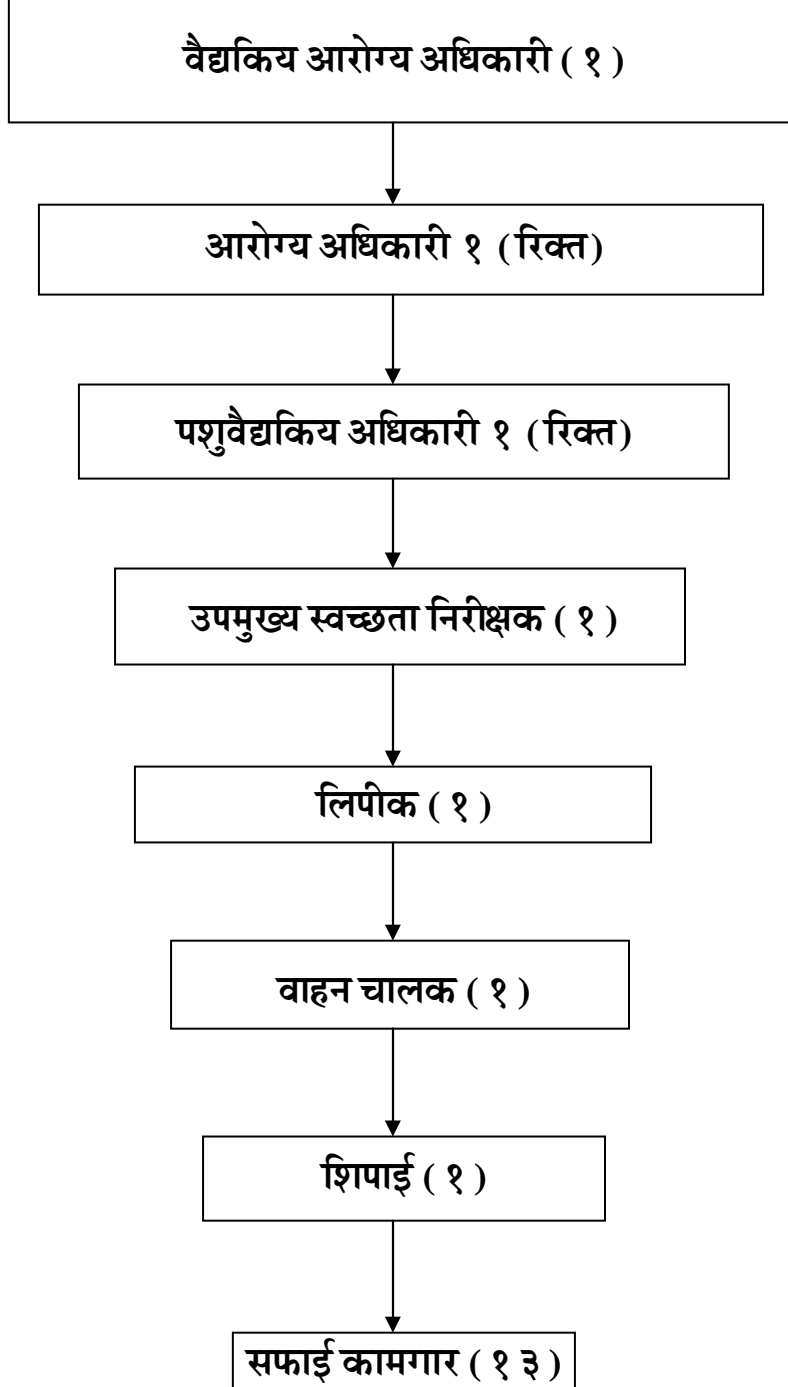 वैद्यकिय आरोग्य अधिकारी ( १ )
आरोग्य अधिकारी १ (रिक्त)
पशुवैद्यकिय अधिकारी १ (रिक्त)
उपमुख्य स्वच्छता निरीक्षक ( १ )
लिपीक ( १ )
वाहन चालक ( १ )
शिपाई ( १ )
सफाई कामगार ( १ ३ )